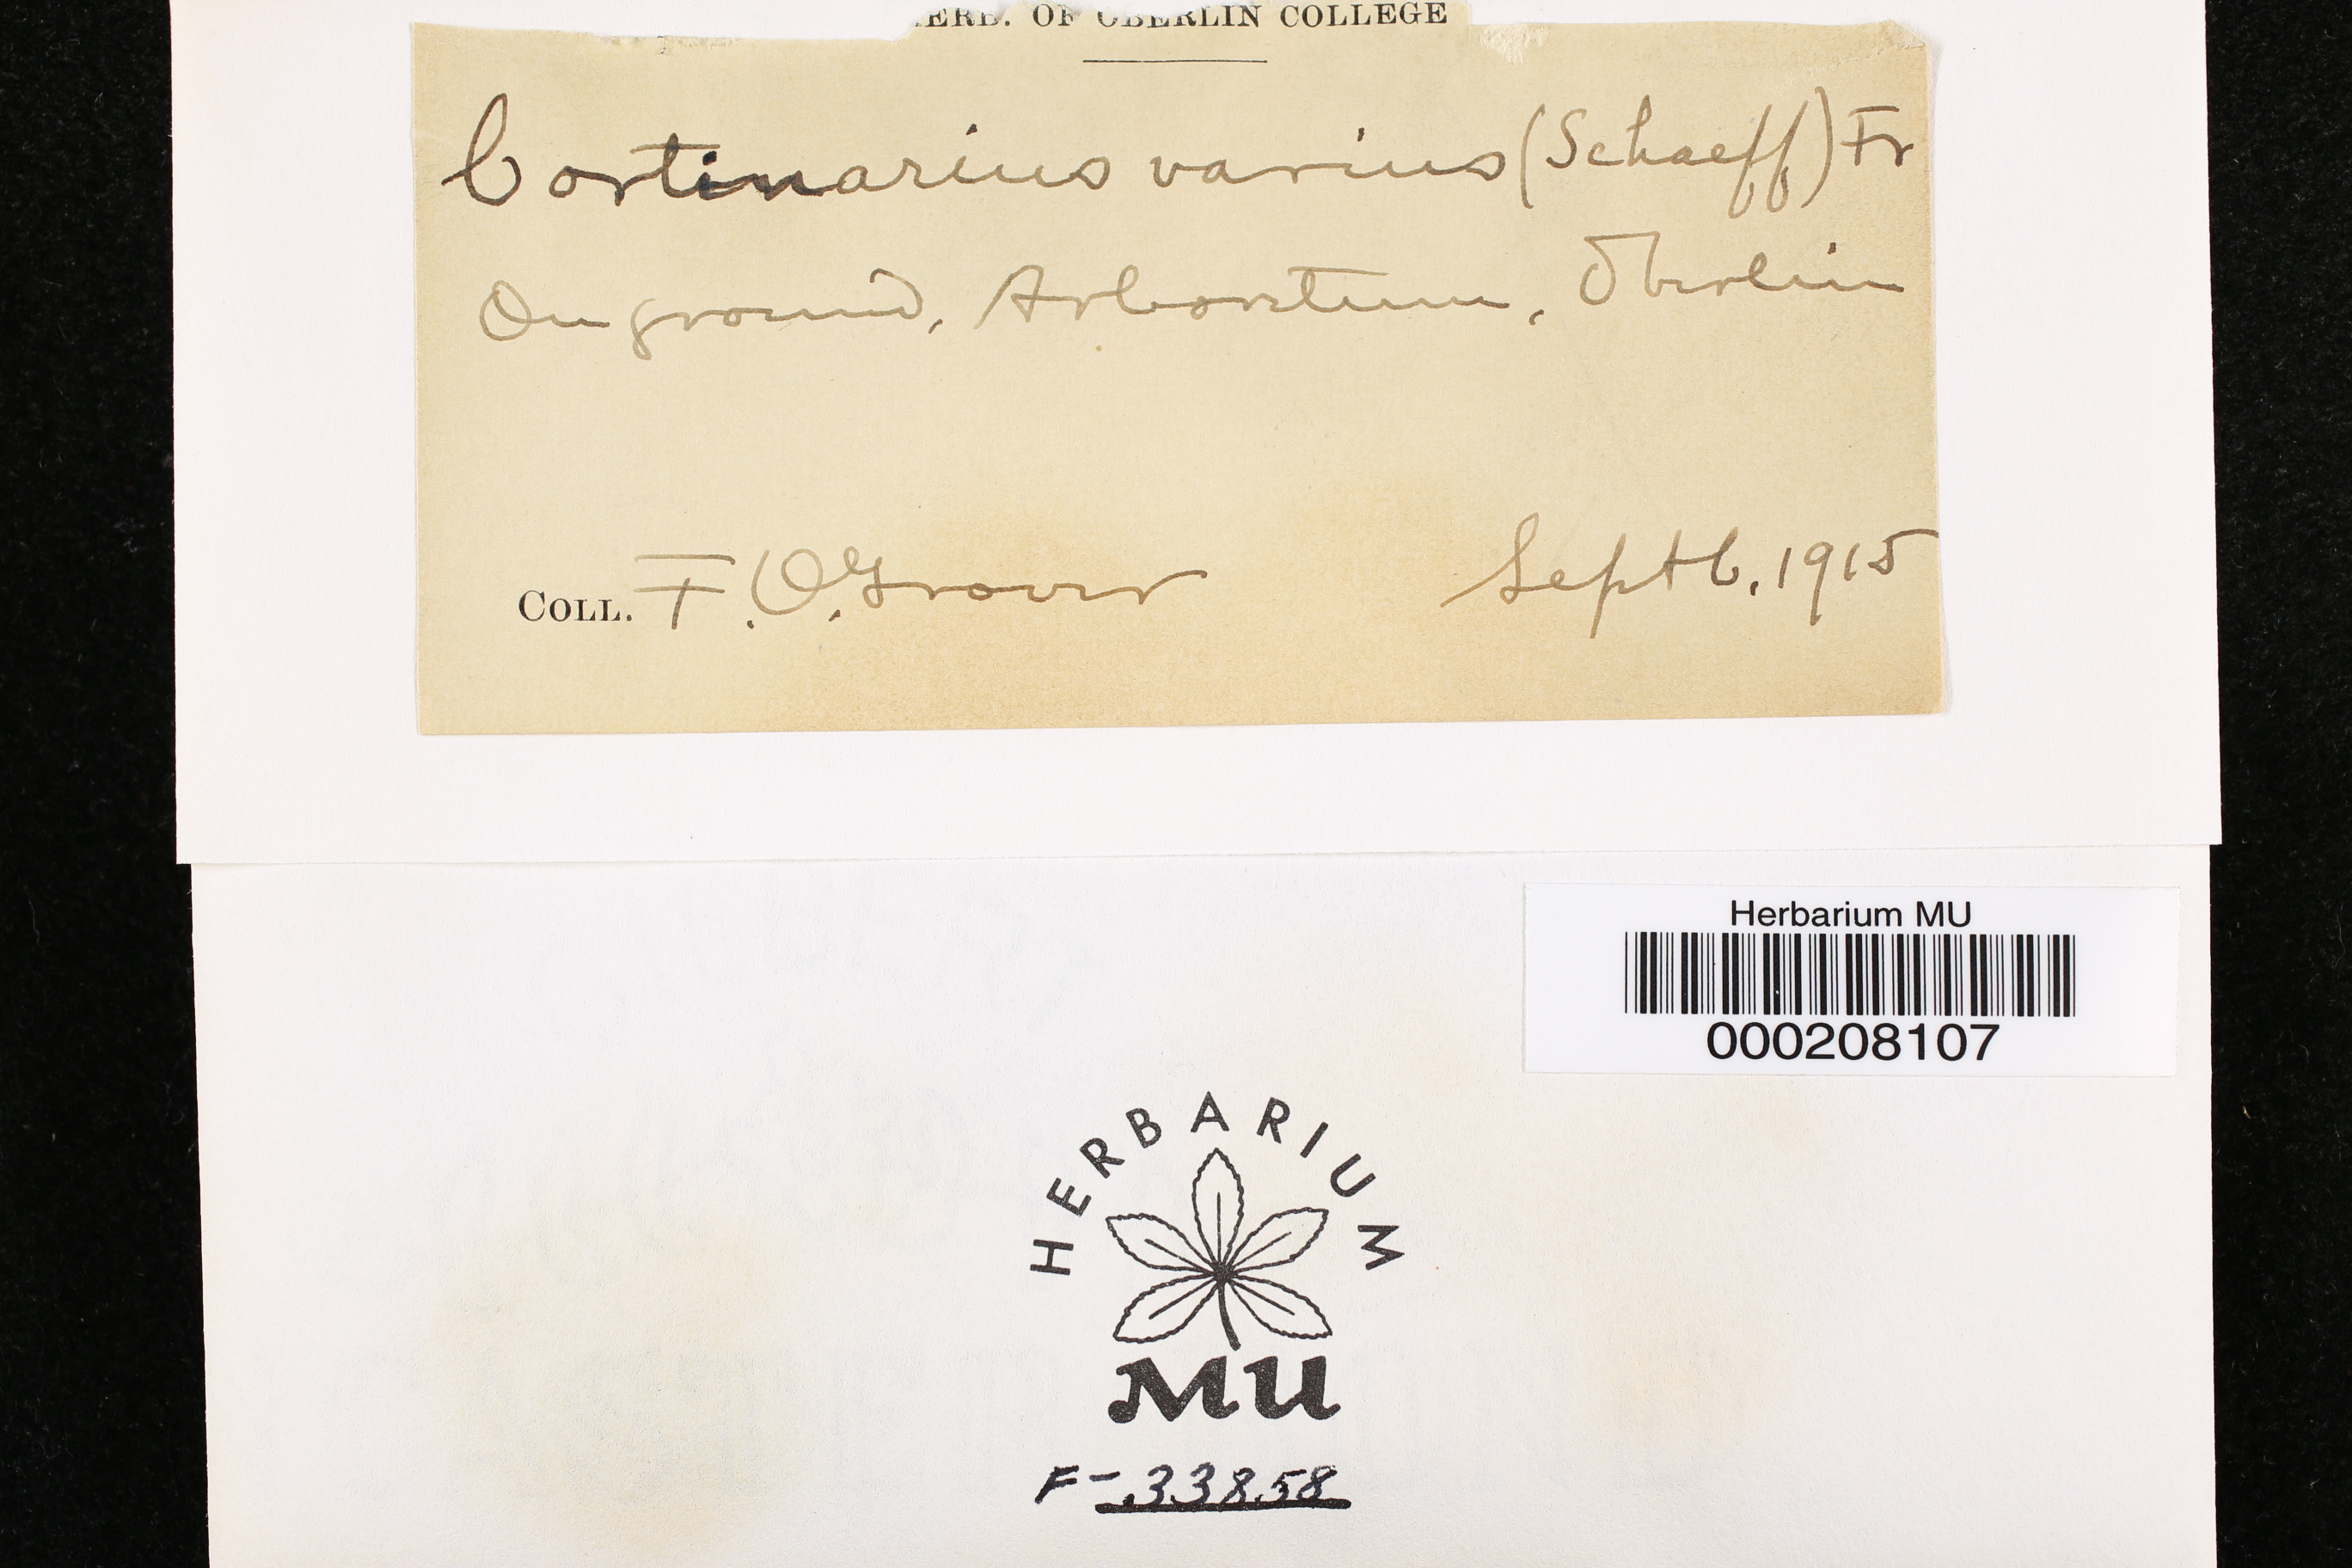 HERB. OF OBERLIN COLLEGE
Cortinarius varius (Schaeff) Fr
On ground, Arboretum, Oberlin
COLL. F. O. Grover Sept 6, 1915
Herbarium MU
000208107
HERBARIUM
MU
F-33858